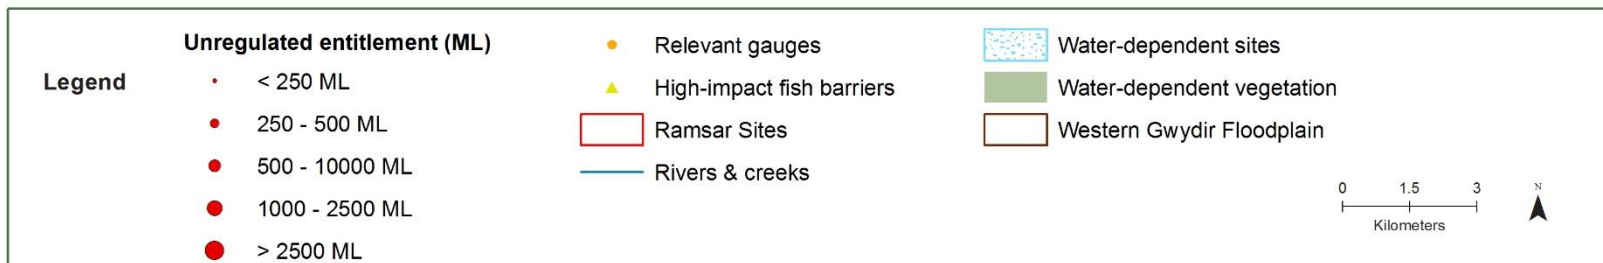 Legend
Unregulated entitlement (ML)
< 250 ML
250 - 500 ML
500 - 10000 ML
1000 - 2500 ML
> 2500 ML
Relevant gauges
High-impact fish barriers
Ramsar Sites
Rivers & creeks
Water-dependent sites
Water-dependent vegetation
Western Gwydir Floodplain
0 1.5 3
Kilometers
N